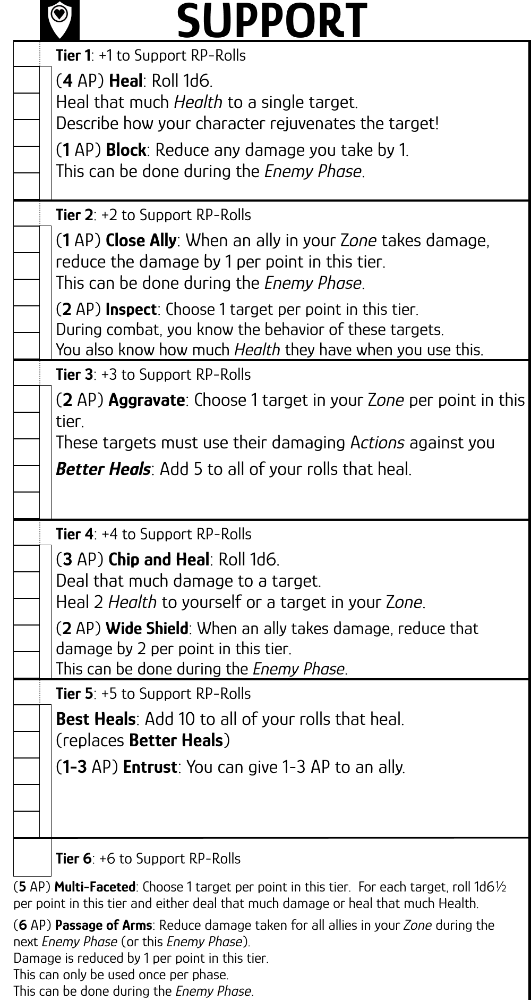 SUPPORT
Tier 1: +1 to Support RP-Rolls
(4 AP) Heal: Roll 1d6.
Heal that much Health to a single target.
Describe how your character rejuvenates the target!
(1 AP) Block: Reduce any damage you take by 1.
This can be done during the Enemy Phase.
Tier 2: +2 to Support RP-Rolls
(1 AP) Close Ally: When an ally in your Zone takes damage,
reduce the damage by 1 per point in this tier.
This can be done during the Enemy Phase.
(2 AP) Inspect: Choose 1 target per point in this tier.
During combat, you know the behavior of these targets.
You also know how much Health they have when you use this.
Tier 3: +3 to Support RP-Rolls
(2 AP) Aggravate: Choose 1 target in your Zone per point in this
tier.
These targets must use their damaging Actions against you
Better Heals: Add 5 to all of your rolls that heal.
Tier 4: +4 to Support RP-Rolls
(3 AP) Chip and Heal: Roll 1d6.
Deal that much damage to a target.
Heal 2 Health to yourself or a target in your Zone.
(2 AP) Wide Shield: When an ally takes damage, reduce that
damage by 2 per point in this tier.
This can be done during the Enemy Phase.
Tier 5: +5 to Support RP-Rolls
Best Heals: Add 10 to all of your rolls that heal.
(replaces Better Heals)
(1-3 AP) Entrust: You can give 1-3 AP to an ally.
Tier 6: +6 to Support RP-Rolls
(5 AP) Multi-Faceted: Choose 1 target per point in this tier.  For each target, roll 1d6½
per point in this tier and either deal that much damage or heal that much Health.
(6 AP) Passage of Arms: Reduce damage taken for all allies in your Zone during the
next Enemy Phase (or this Enemy Phase).
Damage is reduced by 1 per point in this tier.
This can only be used once per phase.
This can be done during the Enemy Phase.